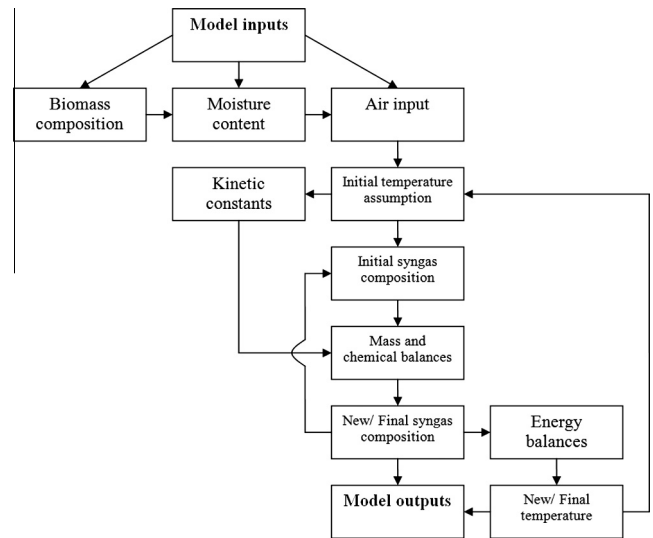 Model inputs
Biomass
composition
Moisture
content
Air input
Kinetic
constants
Initial temperature
assumption
Initial syngas
composition
Mass and
chemical balances
New/ Final syngas
composition
Energy
balances
Model outputs
New/ Final
temperature